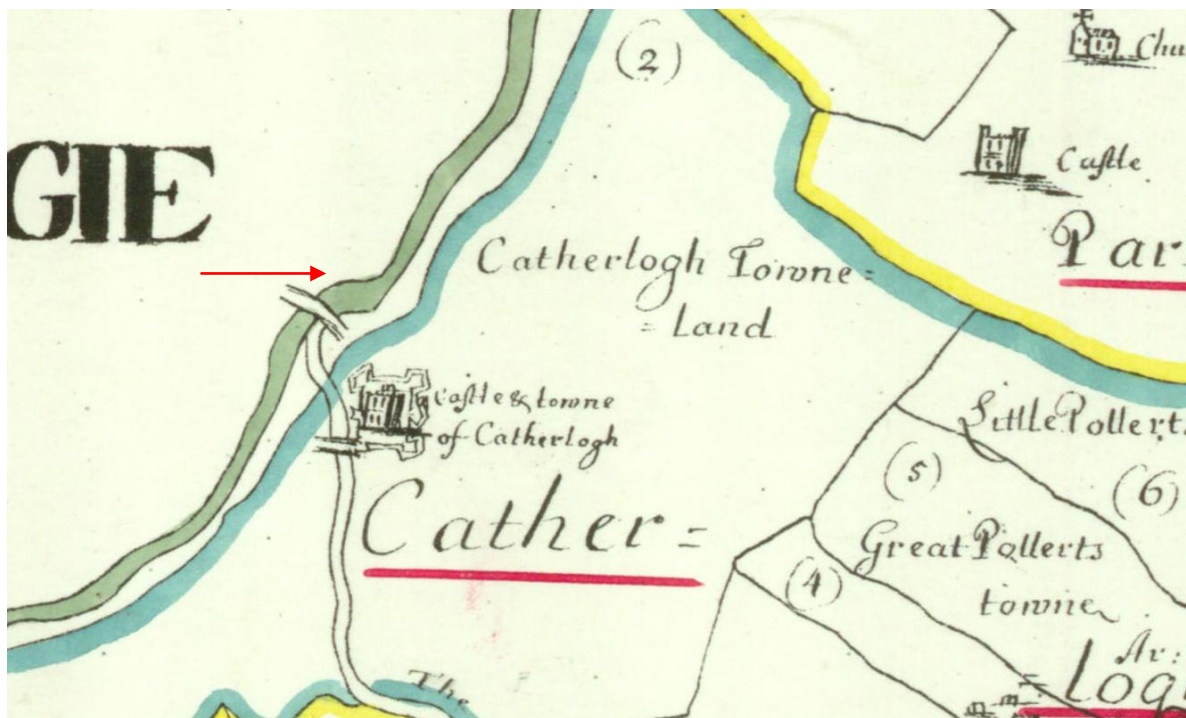 (2)
Castle
GIE
Par
Catherlogh Towne =
= Land
Castle & towne
of Catherlogh
Little Pollerts
(5)
(6)
Cather =
Great Pollerts
towne
(4)
The
Ar:
= Log